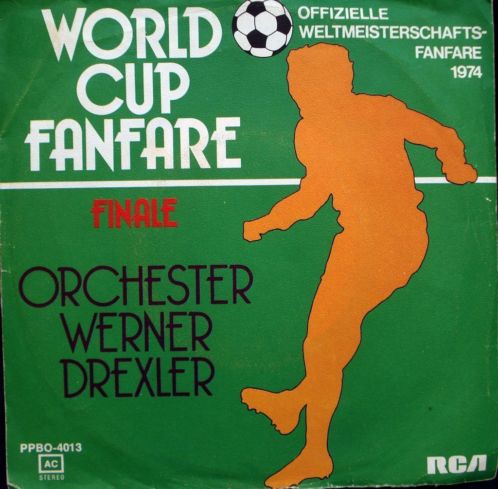 WORLD
CUP
FANFARE
OFFIZIELLE
WELTMEISTERSCHAFTS-
FANFARE
1974
FINALE
ORCHESTER
WERNER
DREXLER
PPBO-4013
AC
STEREO
RCA